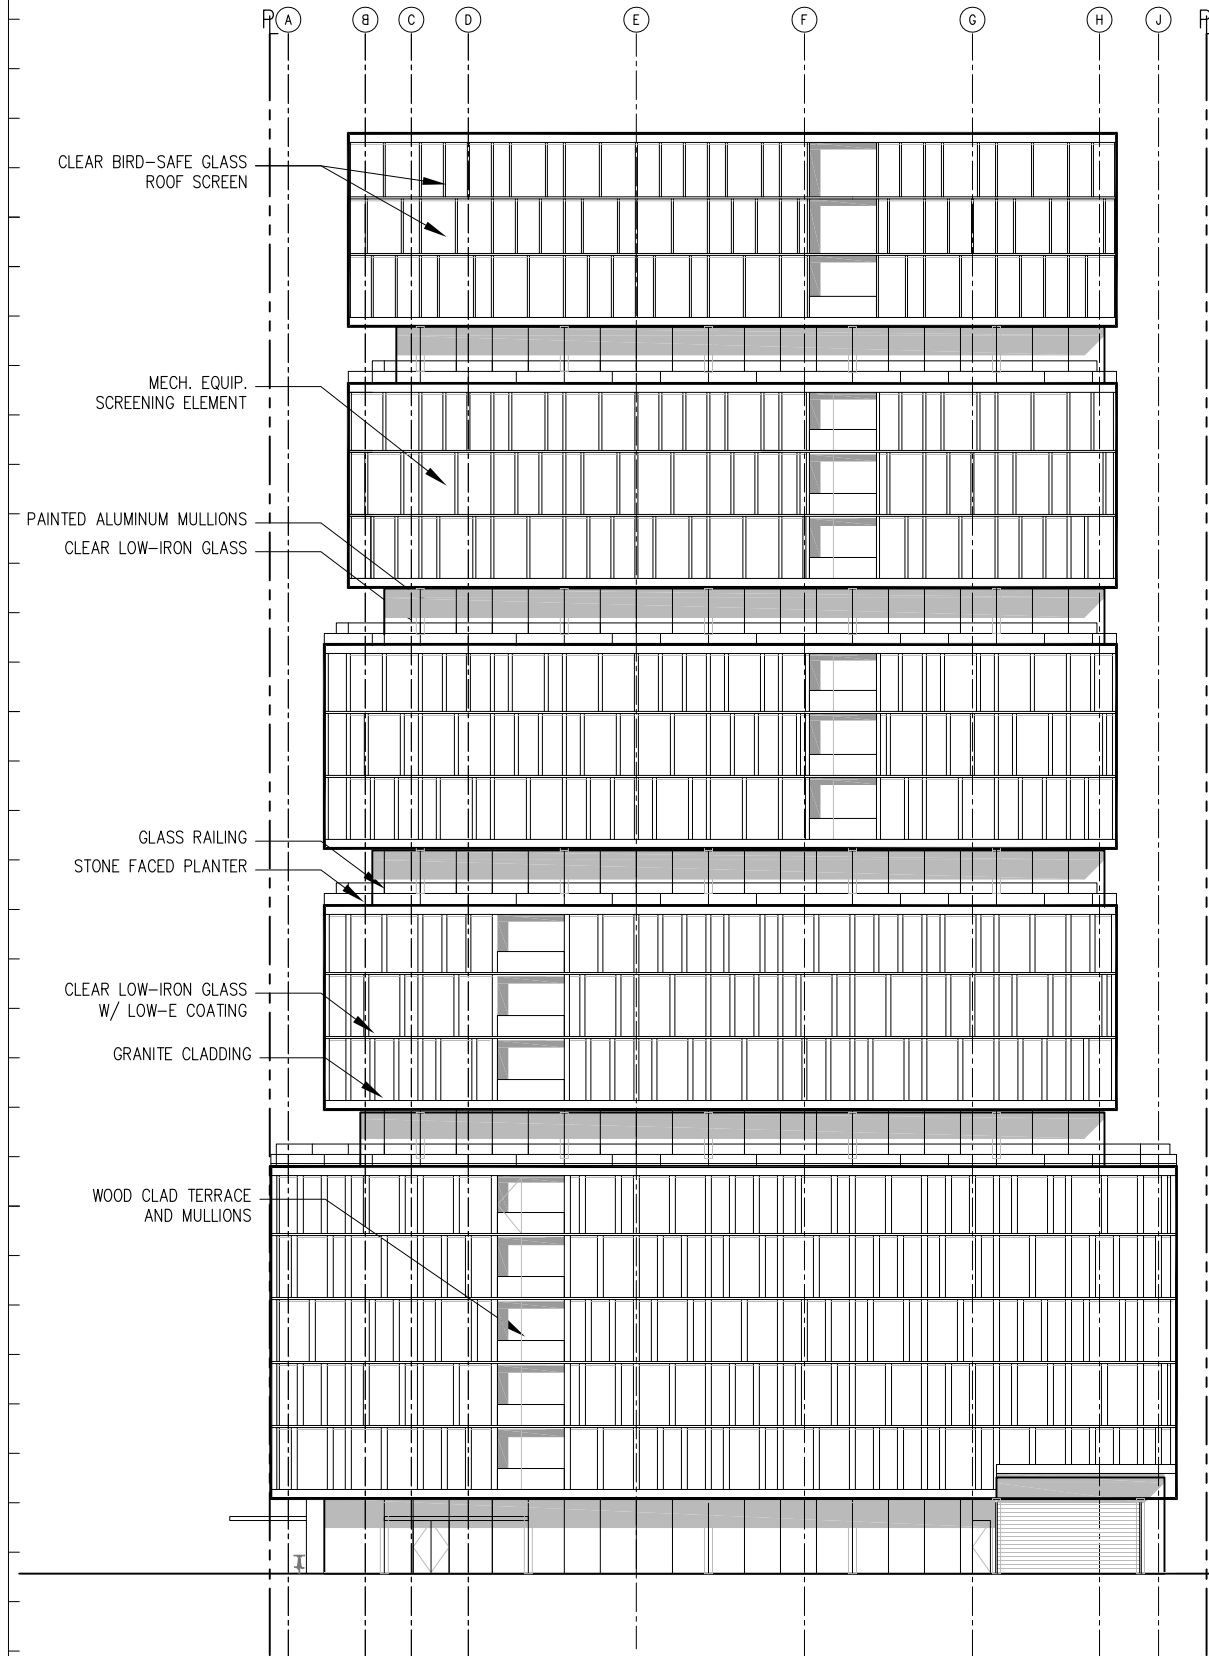 P A B C D E F G H J P
CLEAR BIRD-SAFE GLASS
ROOF SCREEN
MECH. EQUIP.
SCREENING ELEMENT
PAINTED ALUMINUM MULLIONS
CLEAR LOW-IRON GLASS
GLASS RAILING
STONE FACED PLANTER
CLEAR LOW-IRON GLASS
W/ LOW-E COATING
GRANITE CLADDING
WOOD CLAD TERRACE
AND MULLIONS